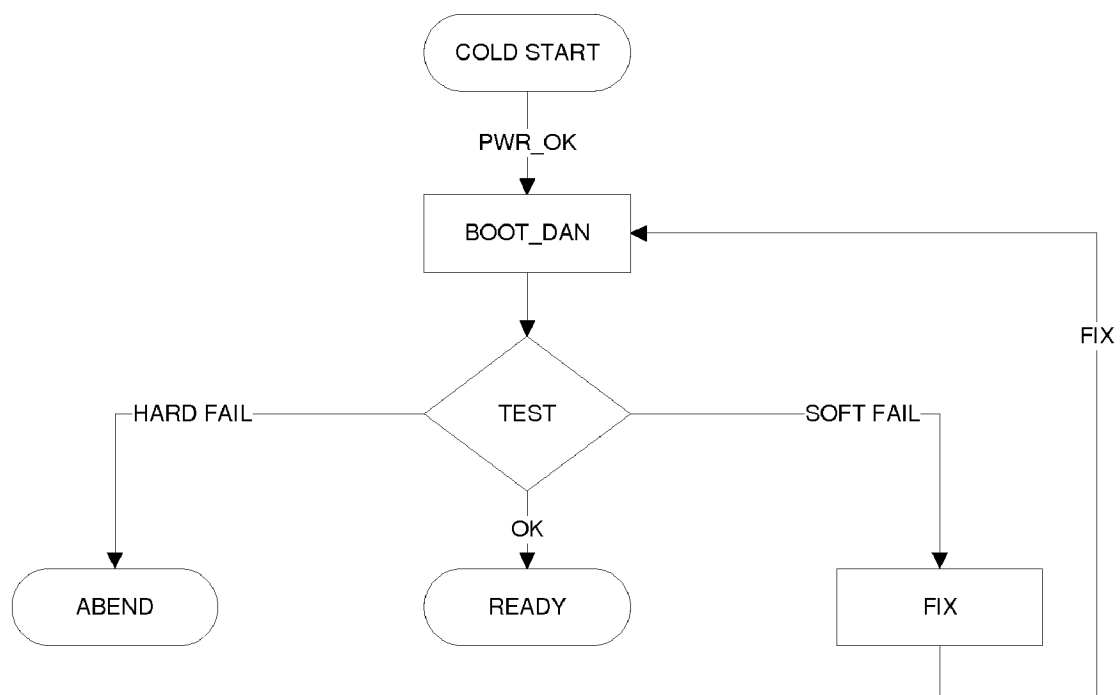 COLD START
PWR_OK
BOOT_DAN
FIX
HARD FAIL
TEST
SOFT FAIL
OK
ABEND
READY
FIX